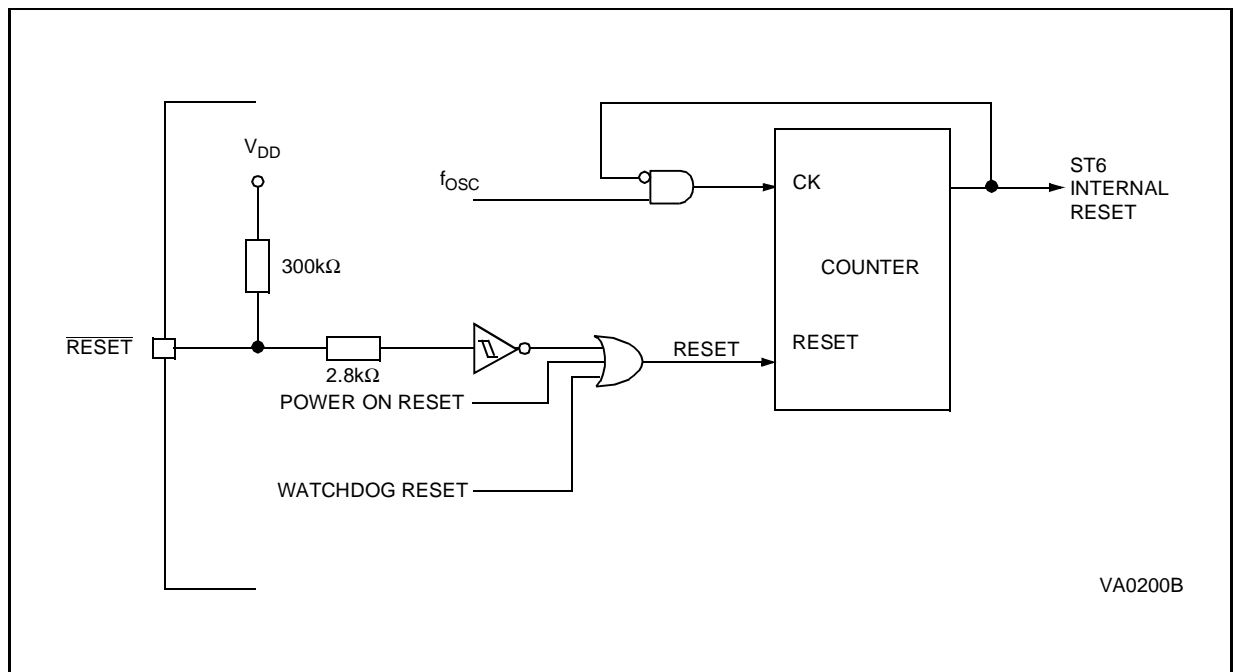 V_DD
f_OSC
CK
ST6
INTERNAL
RESET
300kΩ
COUNTER
RESET
RESET
RESET
2.8kΩ
POWER ON RESET
WATCHDOG RESET
VA0200B